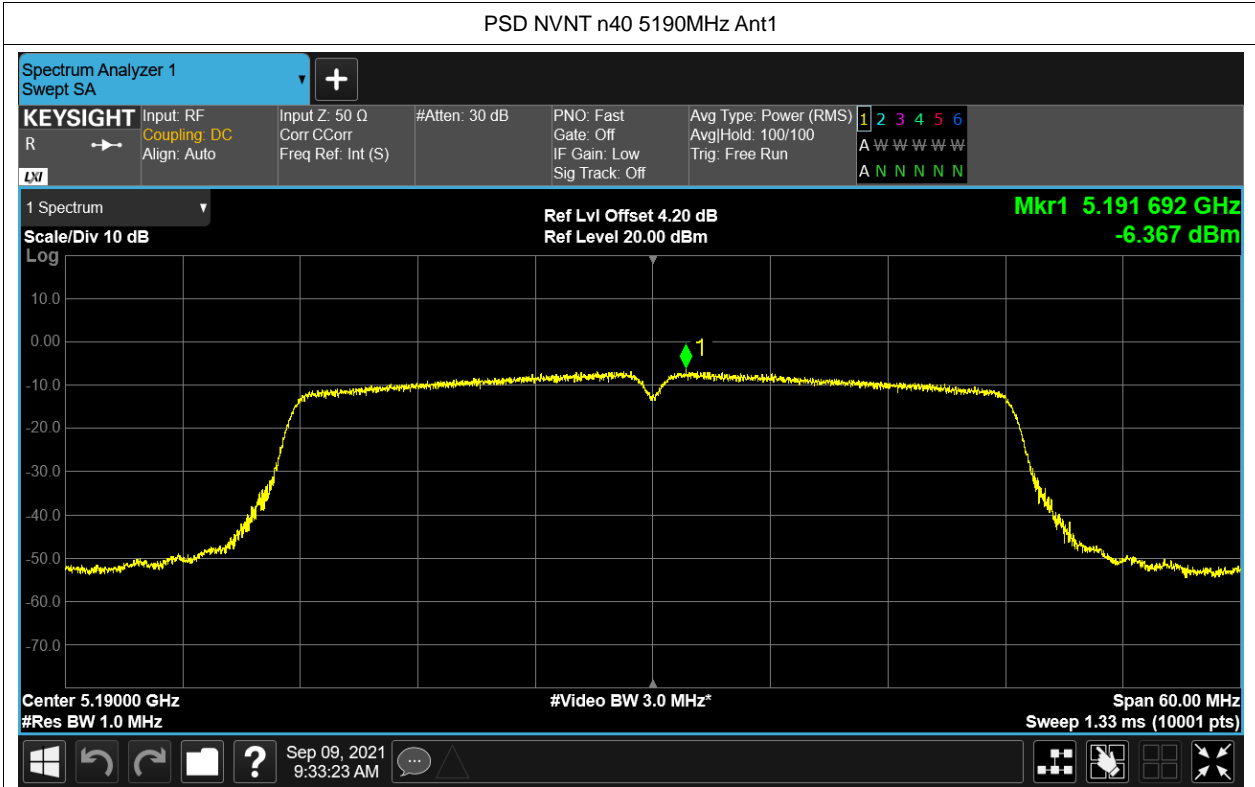 PSD NVNT n40 5190MHz Ant1
Spectrum Analyzer 1
Swept SA
KEYSIGHT
R
LXI
Input: RF
Coupling: DC
Align: Auto
Input Z: 50 Ω
Corr CCorr
Freq Ref: Int (S)
#Atten: 30 dB
PNO: Fast
Gate: Off
IF Gain: Low
Sig Track: Off
Avg Type: Power (RMS)
Avg|Hold: 100/100
Trig: Free Run
1 2 3 4 5 6
A W W W W W
A N N N N N
1 Spectrum
Scale/Div 10 dB
Log
Ref Lvl Offset 4.20 dB
Ref Level 20.00 dBm
Mkr1 5.191 692 GHz
-6.367 dBm
10.0
0.00
-10.0
-20.0
-30.0
-40.0
-50.0
-60.0
-70.0
1
Center 5.19000 GHz
#Res BW 1.0 MHz
#Video BW 3.0 MHz*
Span 60.00 MHz
Sweep 1.33 ms (10001 pts)
?
Sep 09, 2021
9:33:23 AM